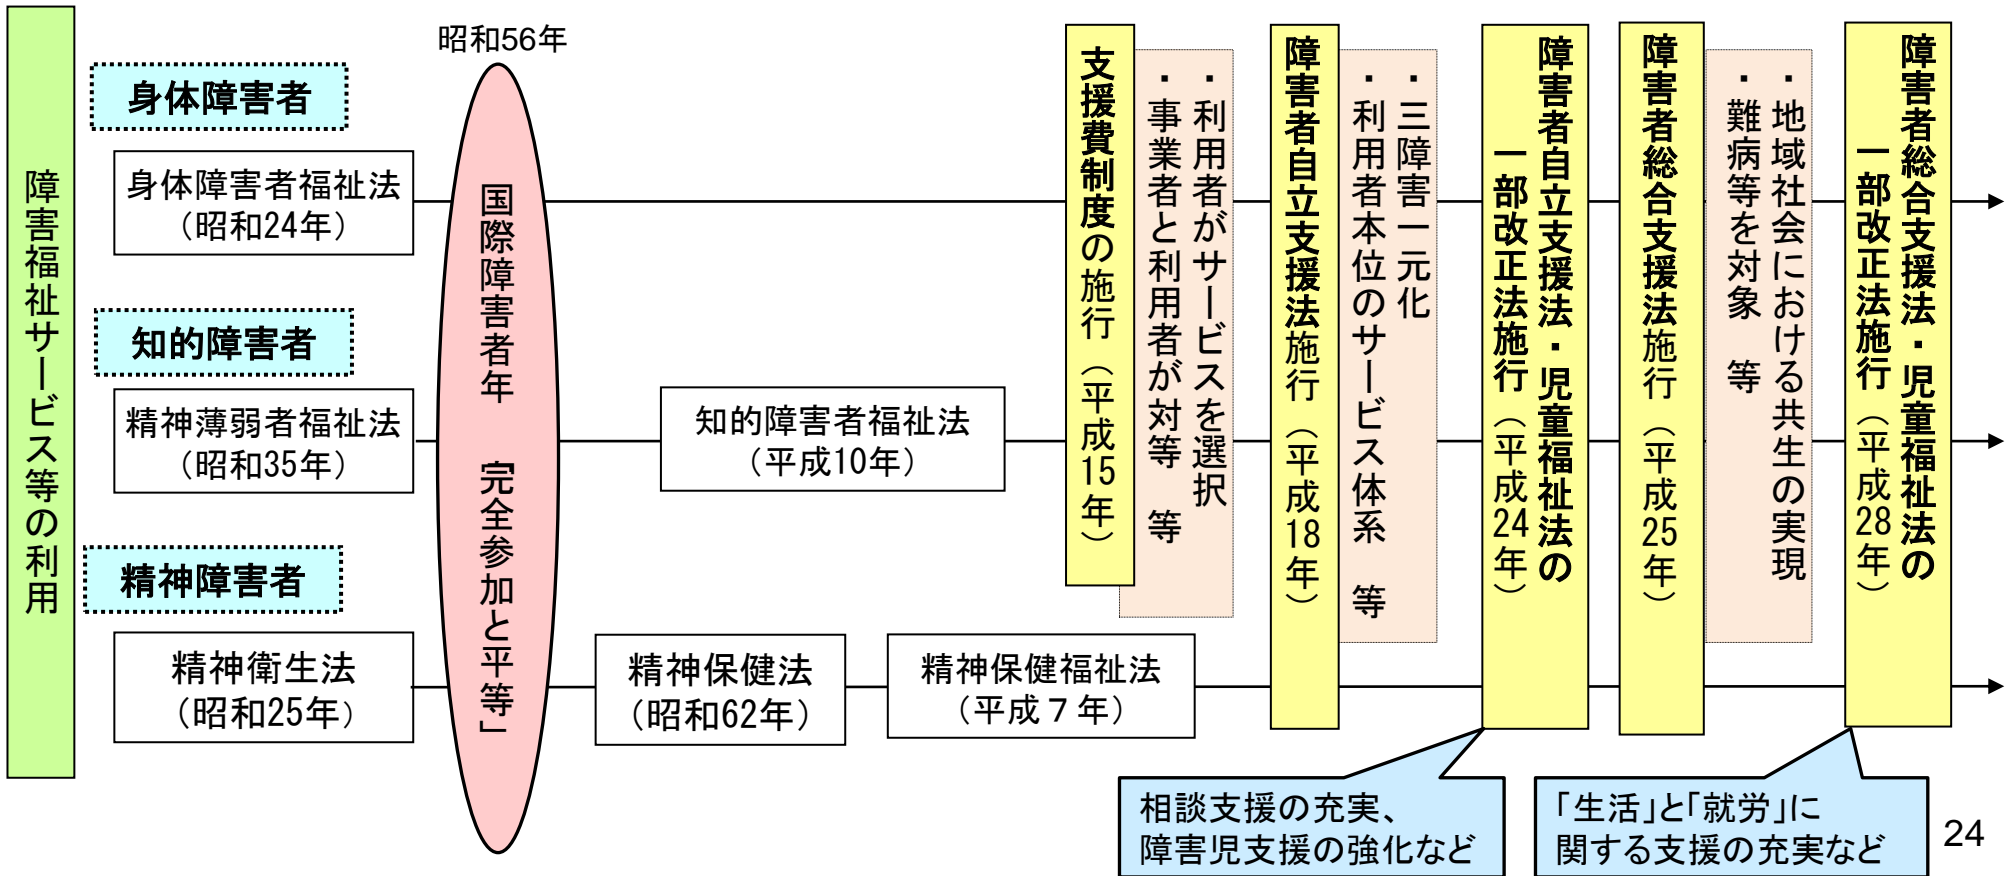 障害福祉サービス等の利用
昭和56年
身体障害者
身体障害者福祉法
（昭和24年）
知的障害者
精神薄弱者福祉法
（昭和35年）
精神障害者
精神衛生法
（昭和25年）
国際障害者年　「完全参加と平等」
知的障害者福祉法
（平成10年）
精神保健法
（昭和62年）
精神保健福祉法
（平成７年）
支援費制度の施行（平成15年）
・利用者がサービスを選択
・事業者と利用者が対等　等
障害者自立支援法施行（平成18年）
・三障害一元化
・利用者本位のサービス体系　等
障害者自立支援法・児童福祉法の
一部改正法施行（平成24年）
障害者総合支援法施行（平成25年）
・地域社会における共生の実現
・難病等を対象　等
障害者総合支援法・児童福祉法の
一部改正法施行（平成28年）
相談支援の充実、
障害児支援の強化など
「生活」と「就労」に
関する支援の充実など
24